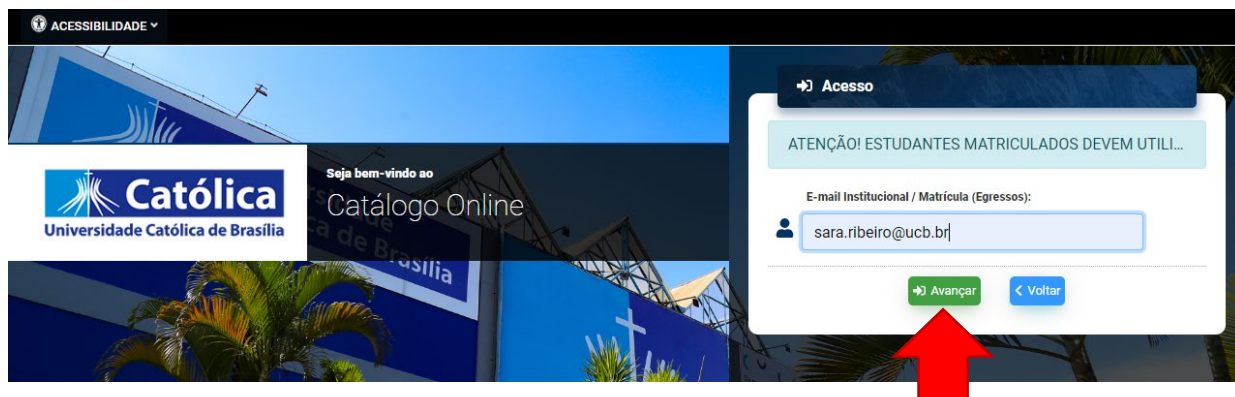 ACESSIBILIDADE
Acesso
ATENÇÃO! ESTUDANTES MATRICULADOS DEVEM UTILI...
Católica
Universidade Católica de Brasília
Seja bem-vindo ao
Catálogo Online
E-mail Institucional / Matrícula (Egressos):
sara.ribeiro@ucb.br
Avançar
Voltar